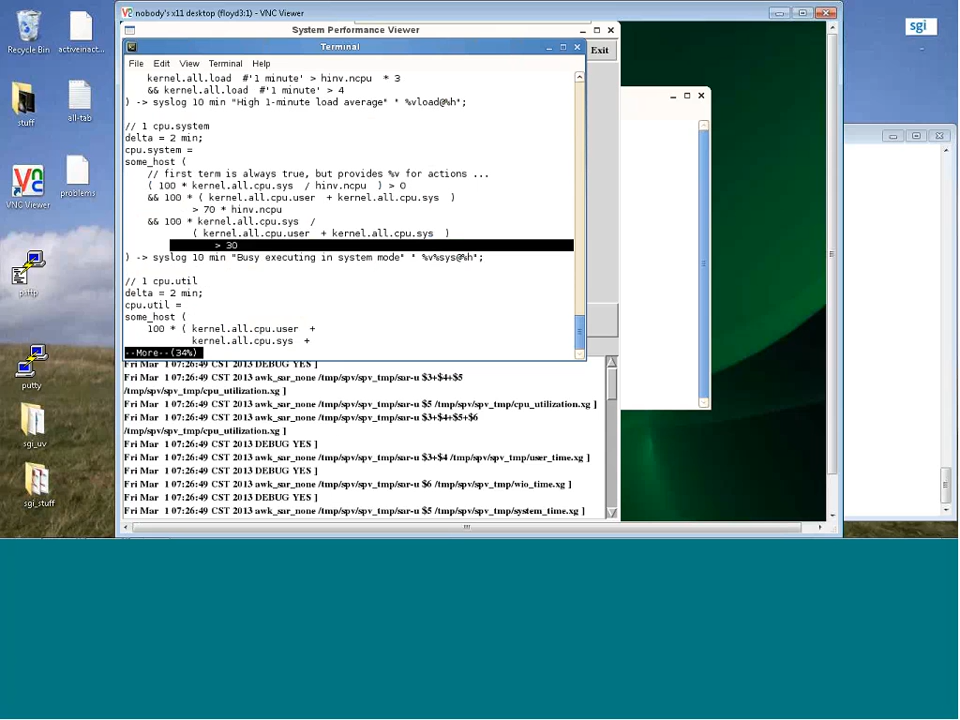 nobody's x11 desktop (floyd3:1) - VNC Viewer
System Performance Viewer
Exit
Terminal
File Edit View Terminal Help
kernel.all.load #'1 minute' > hinv.ncpu * 3
&& kernel.all.load #'1 minute' > 4
) -> syslog 10 min "High 1-minute load average" " %vload@%h";
// 1 cpu.system
delta = 2 min;
cpu.system =
some_host (
// first term is always true, but provides %v for actions ...
( 100 * kernel.all.cpu.sys / hinv.ncpu ) > 0
&& 100 * ( kernel.all.cpu.user + kernel.all.cpu.sys )
> 70 * hinv.ncpu
&& 100 * kernel.all.cpu.sys /
( kernel.all.cpu.user + kernel.all.cpu.sys )
> 30
) -> syslog 10 min "Busy executing in system mode" " %v%sys@%h";
// 1 cpu.util
delta = 2 min;
cpu.util =
some_host (
100 * ( kernel.all.cpu.user +
kernel.all.cpu.sys +
--More--(34%)
Fri Mar 1 07:26:49 CST 2013 DEBUG YES ]
Fri Mar 1 07:26:49 CST 2013 awk_sar_none /tmp/spv/spv_tmp/sar-u $3+$4+$5
/tmp/spv/spv_tmp/cpu_utilization.xg ]
Fri Mar 1 07:26:49 CST 2013 awk_sar_none /tmp/spv/spv_tmp/sar-u $5 /tmp/spv/spv_tmp/cpu_utilization.xg ]
Fri Mar 1 07:26:49 CST 2013 awk_sar_none /tmp/spv/spv_tmp/sar-u $3+$4+$5+$6
/tmp/spv/spv_tmp/cpu_utilization.xg ]
Fri Mar 1 07:26:49 CST 2013 DEBUG YES ]
Fri Mar 1 07:26:49 CST 2013 awk_sar_none /tmp/spv/spv_tmp/sar-u $3+$4 /tmp/spv/spv_tmp/user_time.xg ]
Fri Mar 1 07:26:49 CST 2013 DEBUG YES ]
Fri Mar 1 07:26:49 CST 2013 awk_sar_none /tmp/spv/spv_tmp/sar-u $6 /tmp/spv/spv_tmp/wio_time.xg ]
Fri Mar 1 07:26:49 CST 2013 DEBUG YES ]
Fri Mar 1 07:26:49 CST 2013 awk_sar_none /tmp/spv/spv_tmp/sar-u $5 /tmp/spv/spv_tmp/system_time.xg ]
Recycle Bin
activeinact...
stuff
all-tab
VNC Viewer
problems
psftp
putty
sgi_uv
sgi_stuff
sgi